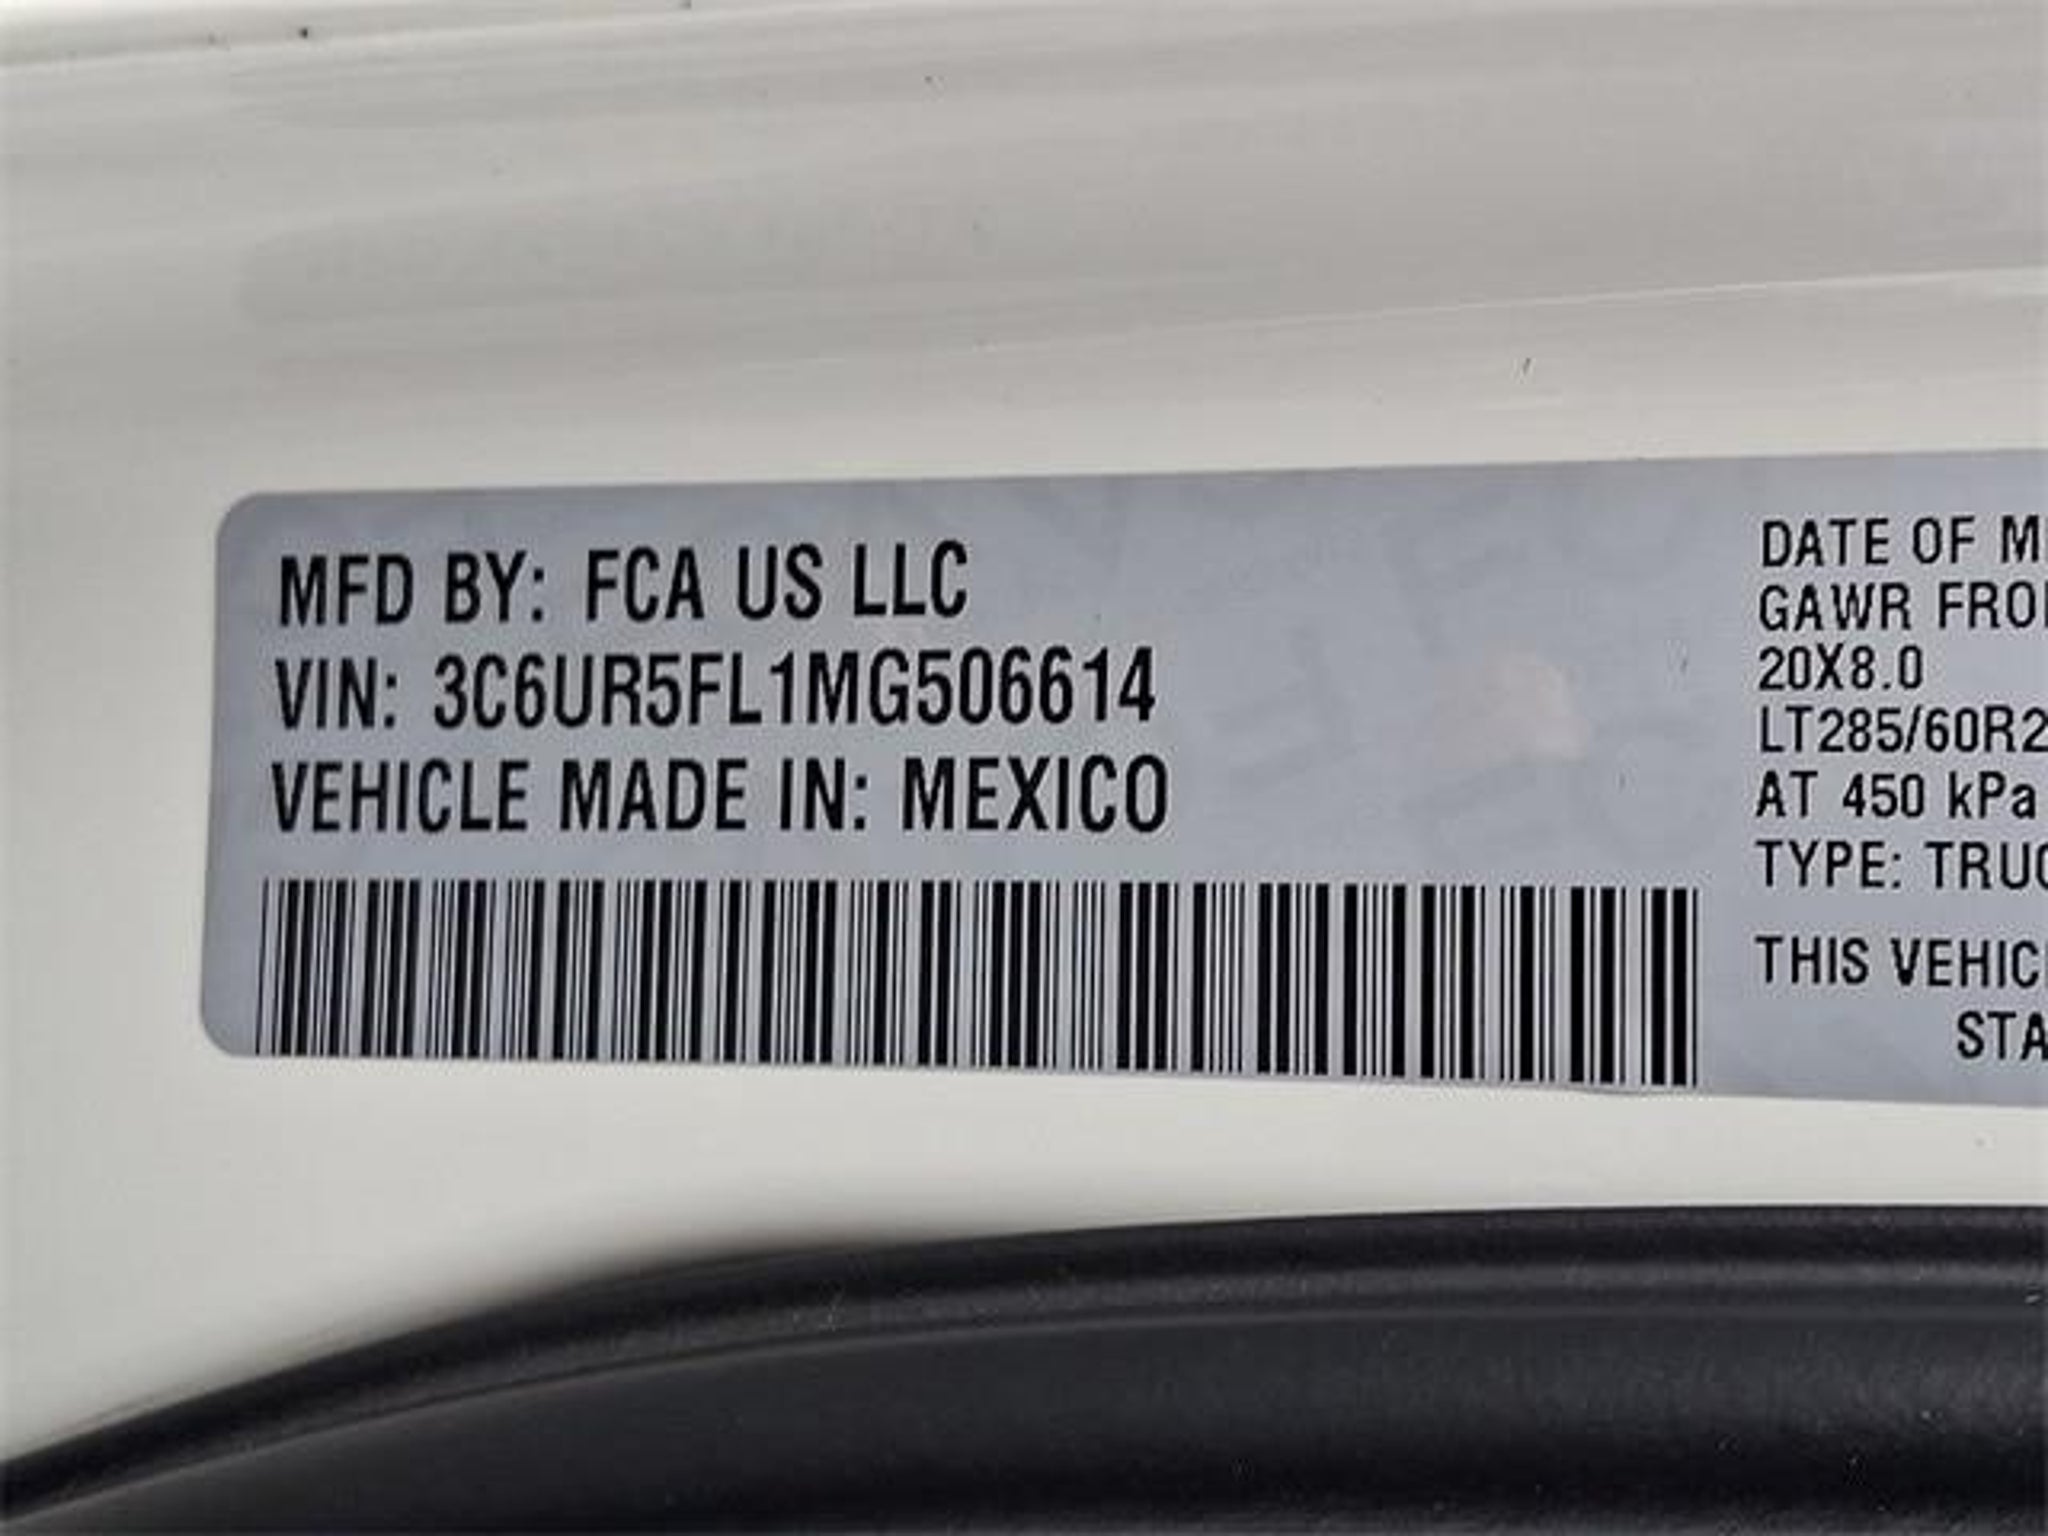 MFD BY: FCA US LLC
VIN: 3C6UR5FL1MG506614
VEHICLE MADE IN: MEXICO
DATE OF M
GAWR FRO
20X8.0
LT285/60R2
AT 450 kPa
TYPE: TRUC
THIS VEHIC
STA